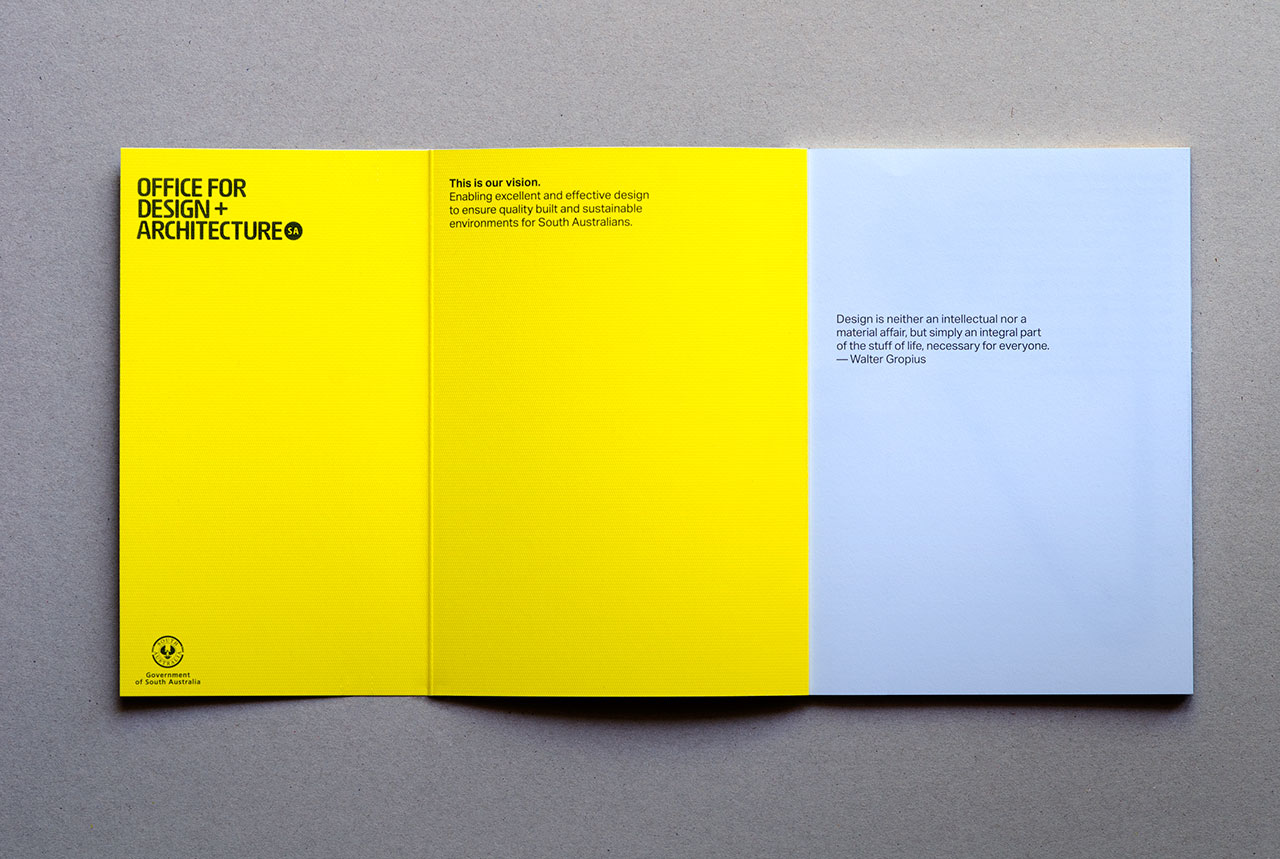 OFFICE FOR
DESIGN +
ARCHITECTURE SA
SOUTH
AUSTRALIA
Government
of South Australia
This is our vision.
Enabling excellent and effective design
to ensure quality built and sustainable
environments for South Australians.
Design is neither an intellectual nor a
material affair, but simply an integral part
of the stuff of life, necessary for everyone.
— Walter Gropius